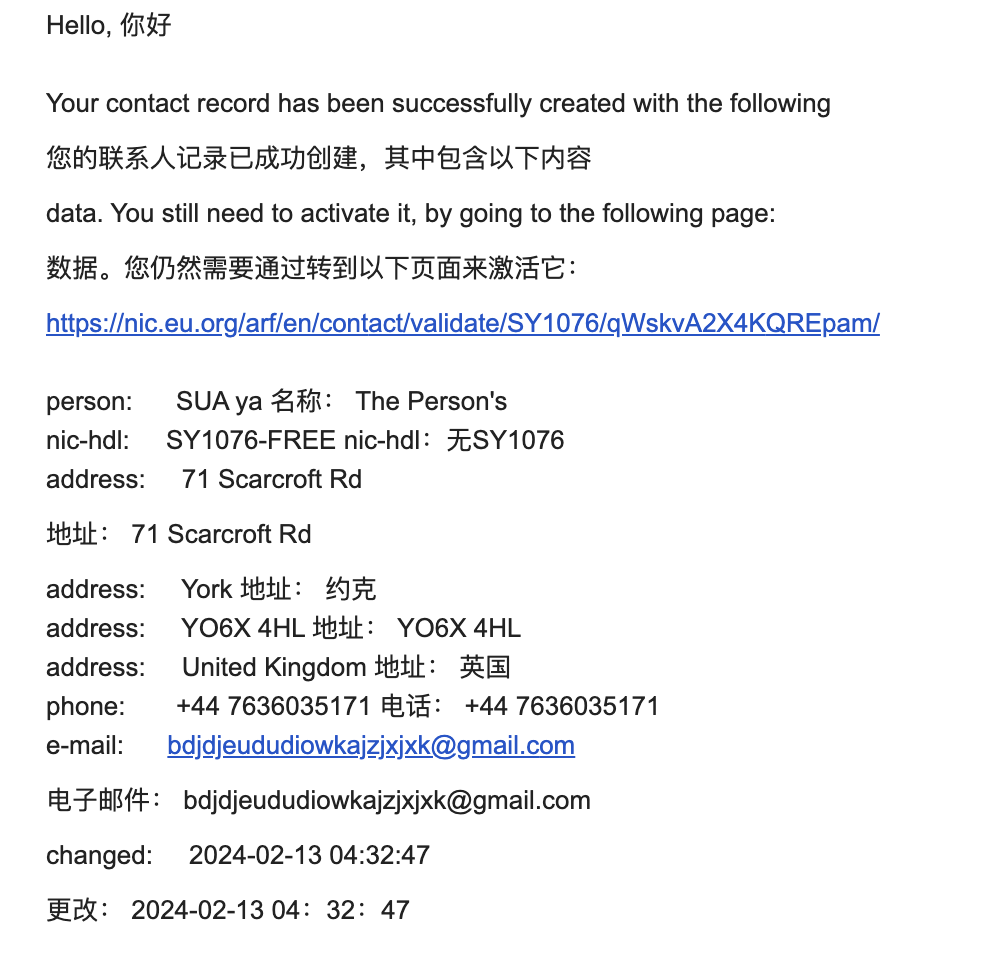 Hello, 你好
Your contact record has been successfully created with the following
您的联系人记录已成功创建，其中包含以下内容
data. You still need to activate it, by going to the following page:
数据。您仍然需要通过转到以下页面来激活它：
https://nic.eu.org/arf/en/contact/validate/SY1076/qWskvA2X4KQREpam/
person: SUA ya 名称： The Person's
nic-hdl: SY1076-FREE nic-hdl：无SY1076
address: 71 Scarcroft Rd
地址： 71 Scarcroft Rd
address: York 地址： 约克
address: YO6X 4HL 地址： YO6X 4HL
address: United Kingdom 地址： 英国
phone: +44 7636035171 电话： +44 7636035171
e-mail: bdjdjeududiowkajzjxjxk@gmail.com
电子邮件： bdjdjeududiowkajzjxjxk@gmail.com
changed: 2024-02-13 04:32:47
更改： 2024-02-13 04：32：47